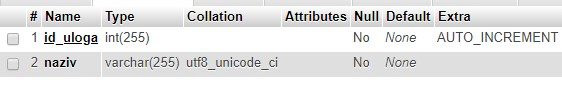 # Name Type Collation Attributes Null Default Extra
1 id_uloga int(255) No None AUTO_INCREMENT
2 naziv varchar(255) utf8_unicode_ci No None